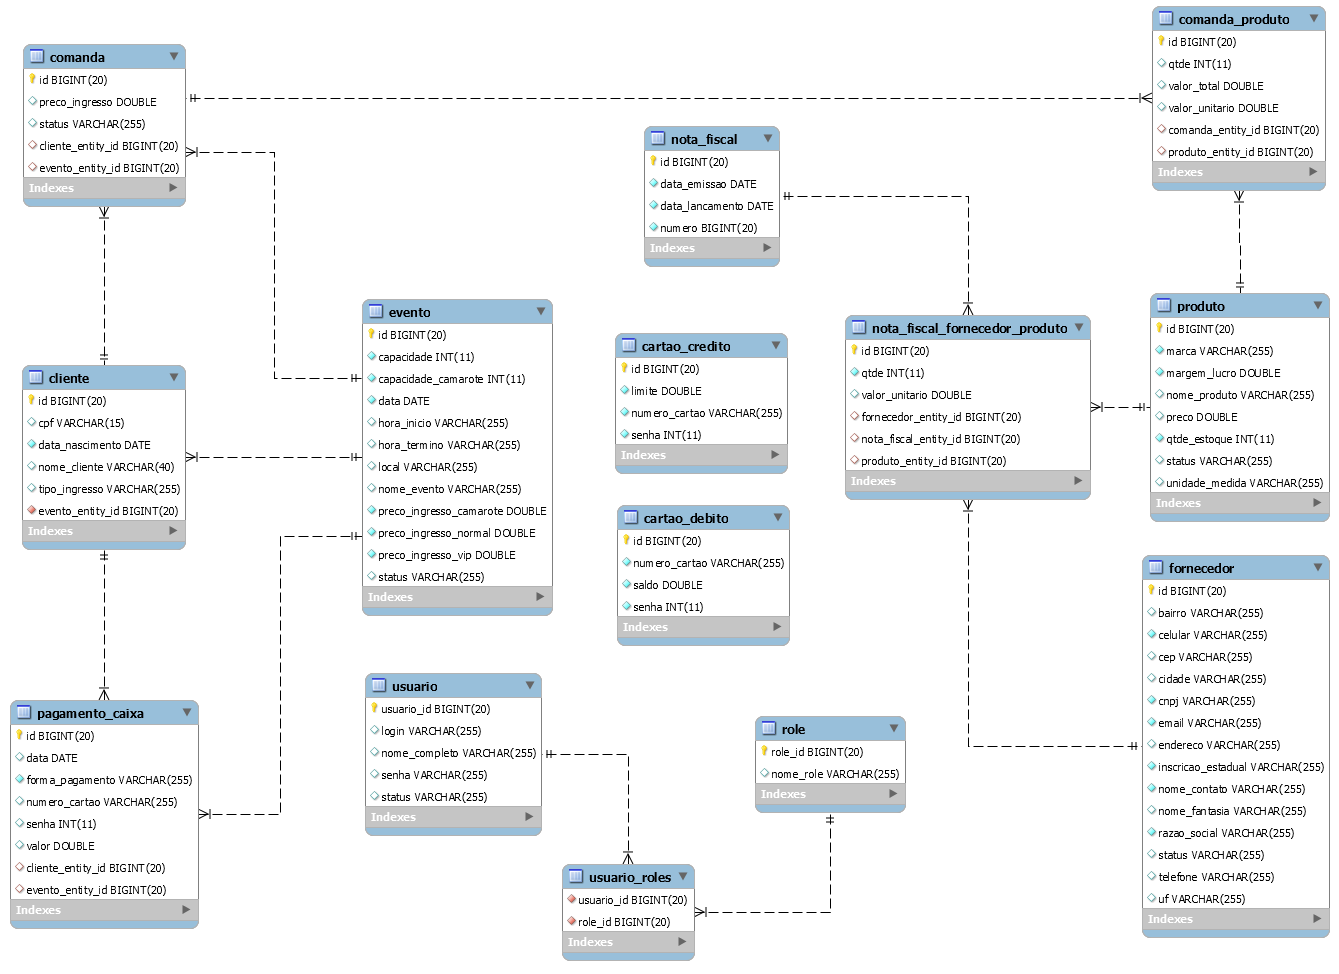 comanda
id BIGINT(20)
preco_ingresso DOUBLE
status VARCHAR(255)
cliente_entity_id BIGINT(20)
evento_entity_id BIGINT(20)
Indexes
comanda_produto
id BIGINT(20)
qtde INT(11)
valor_total DOUBLE
valor_unitario DOUBLE
comanda_entity_id BIGINT(20)
produto_entity_id BIGINT(20)
Indexes
nota_fiscal
id BIGINT(20)
data_emissao DATE
data_lancamento DATE
numero BIGINT(20)
Indexes
evento
id BIGINT(20)
capacidade INT(11)
capacidade_camarote INT(11)
data DATE
hora_inicio VARCHAR(255)
hora_termino VARCHAR(255)
local VARCHAR(255)
nome_evento VARCHAR(255)
preco_ingresso_camarote DOUBLE
preco_ingresso_normal DOUBLE
preco_ingresso_vip DOUBLE
status VARCHAR(255)
Indexes
cartao_credito
id BIGINT(20)
limite DOUBLE
numero_cartao VARCHAR(255)
senha INT(11)
Indexes
nota_fiscal_fornecedor_produto
id BIGINT(20)
qtde INT(11)
valor_unitario DOUBLE
fornecedor_entity_id BIGINT(20)
nota_fiscal_entity_id BIGINT(20)
produto_entity_id BIGINT(20)
Indexes
produto
id BIGINT(20)
marca VARCHAR(255)
margem_lucro DOUBLE
nome_produto VARCHAR(255)
preco DOUBLE
qtde_estoque INT(11)
status VARCHAR(255)
unidade_medida VARCHAR(255)
Indexes
cliente
id BIGINT(20)
cpf VARCHAR(15)
data_nascimento DATE
nome_cliente VARCHAR(40)
tipo_ingresso VARCHAR(255)
evento_entity_id BIGINT(20)
Indexes
cartao_debito
id BIGINT(20)
numero_cartao VARCHAR(255)
saldo DOUBLE
senha INT(11)
Indexes
fornecedor
id BIGINT(20)
bairro VARCHAR(255)
celular VARCHAR(255)
cep VARCHAR(255)
cidade VARCHAR(255)
cnpj VARCHAR(255)
email VARCHAR(255)
endereco VARCHAR(255)
inscricao_estadual VARCHAR(255)
nome_contato VARCHAR(255)
nome_fantasia VARCHAR(255)
razao_social VARCHAR(255)
status VARCHAR(255)
telefone VARCHAR(255)
uf VARCHAR(255)
Indexes
pagamento_caixa
id BIGINT(20)
data DATE
forma_pagamento VARCHAR(255)
numero_cartao VARCHAR(255)
senha INT(11)
valor DOUBLE
cliente_entity_id BIGINT(20)
evento_entity_id BIGINT(20)
Indexes
usuario
usuario_id BIGINT(20)
login VARCHAR(255)
nome_completo VARCHAR(255)
senha VARCHAR(255)
status VARCHAR(255)
Indexes
role
role_id BIGINT(20)
nome_role VARCHAR(255)
Indexes
usuario_roles
usuario_id BIGINT(20)
role_id BIGINT(20)
Indexes